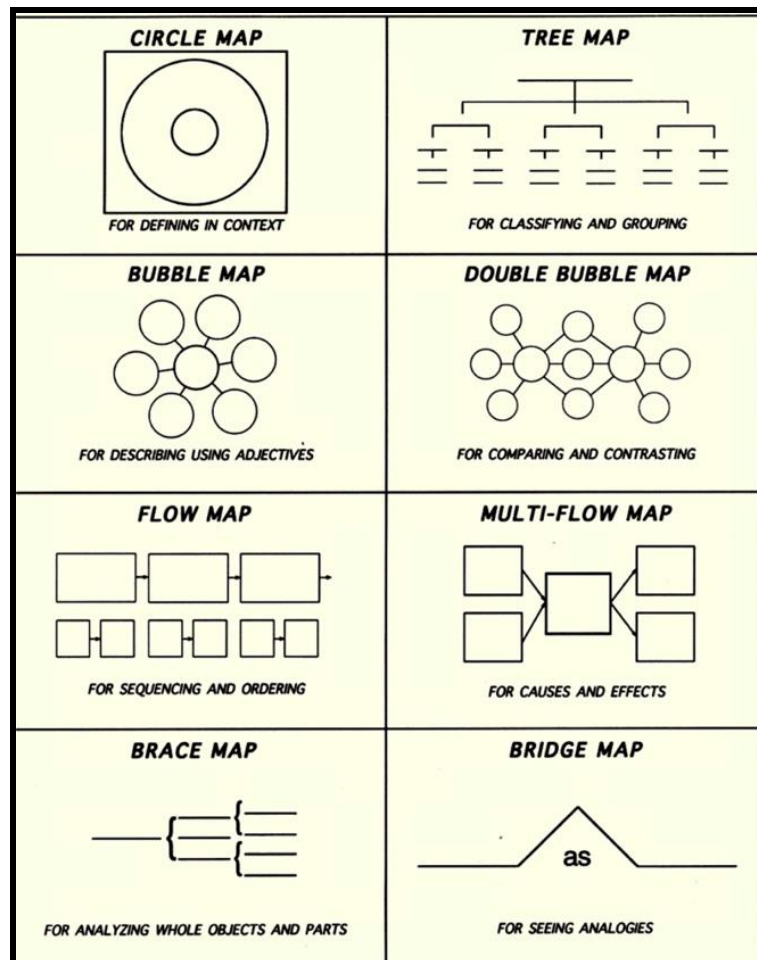 CIRCLE MAP
FOR DEFINING IN CONTEXT
TREE MAP
FOR CLASSIFYING AND GROUPING
BUBBLE MAP
FOR DESCRIBING USING ADJECTIVES
DOUBLE BUBBLE MAP
FOR COMPARING AND CONTRASTING
FLOW MAP
FOR SEQUENCING AND ORDERING
MULTI-FLOW MAP
FOR CAUSES AND EFFECTS
BRACE MAP
FOR ANALYZING WHOLE OBJECTS AND PARTS
BRIDGE MAP
as
FOR SEEING ANALOGIES